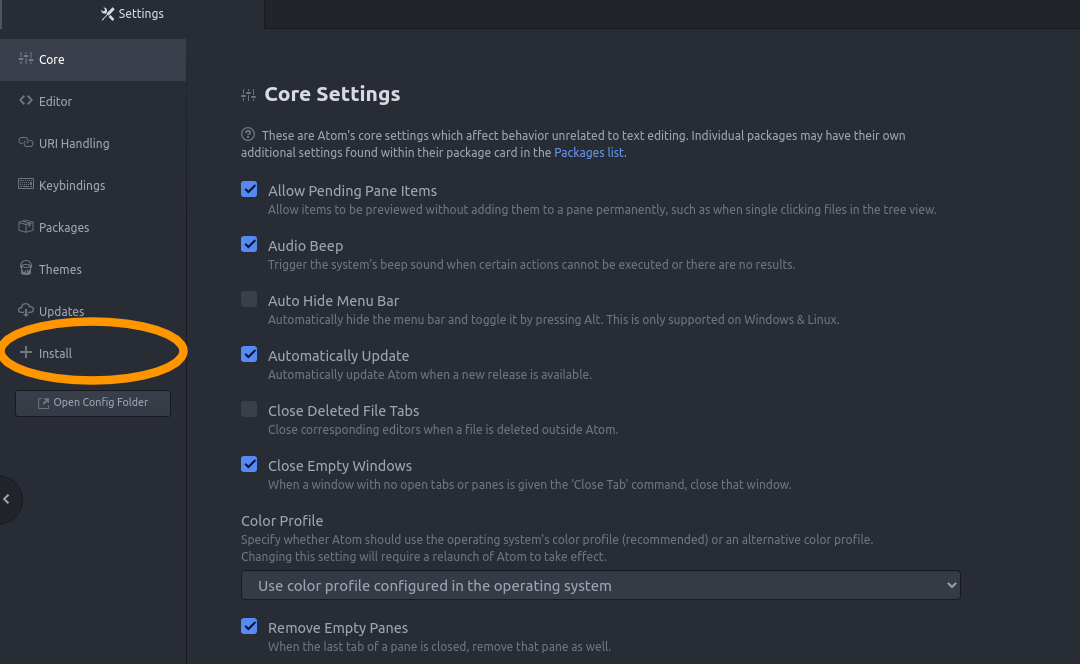 Settings
Core
Editor
URI Handling
Keybindings
Packages
Themes
Updates
Install
Open Config Folder
Core Settings
These are Atom's core settings which affect behavior unrelated to text editing. Individual packages may have their own
additional settings found within their package card in the Packages list.
Allow Pending Pane Items
Allow items to be previewed without adding them to a pane permanently, such as when single clicking files in the tree view.
Audio Beep
Trigger the system's beep sound when certain actions cannot be executed or there are no results.
Auto Hide Menu Bar
Automatically hide the menu bar and toggle it by pressing Alt. This is only supported on Windows & Linux.
Automatically Update
Automatically update Atom when a new release is available.
Close Deleted File Tabs
Close corresponding editors when a file is deleted outside Atom.
Close Empty Windows
When a window with no open tabs or panes is given the 'Close Tab' command, close that window.
Color Profile
Specify whether Atom should use the operating system's color profile (recommended) or an alternative color profile.
Changing this setting will require a relaunch of Atom to take effect.
Use color profile configured in the operating system
Remove Empty Panes
When the last tab of a pane is closed, remove that pane as well.